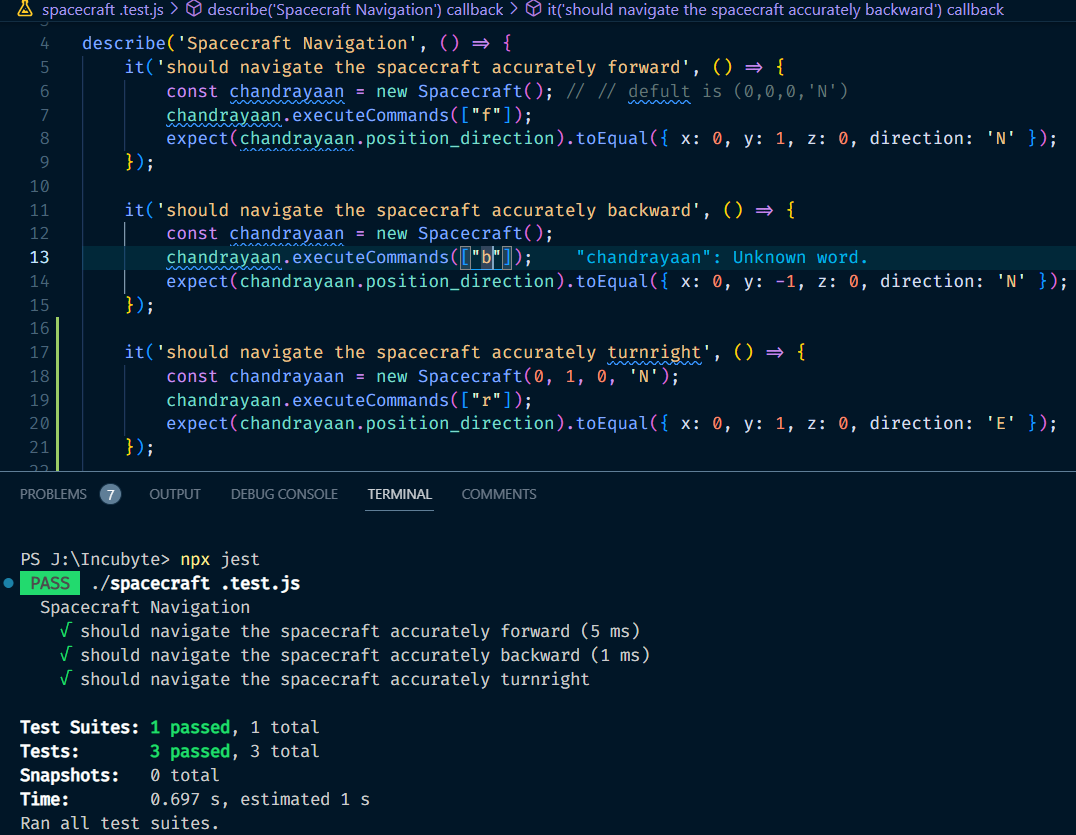 spacecraft .test.js > describe('Spacecraft Navigation') callback > it('should navigate the spacecraft accurately backward') callback
4 describe('Spacecraft Navigation', () => {
5 it('should navigate the spacecraft accurately forward', () => {
6 const chandrayaan = new Spacecraft(); // // defult is (0,0,0,'N')
7 chandrayaan.executeCommands(["f"]);
8 expect(chandrayaan.position_direction).toEqual({ x: 0, y: 1, z: 0, direction: 'N' });
9 });
10
11 it('should navigate the spacecraft accurately backward', () => {
12 const chandrayaan = new Spacecraft();
13 chandrayaan.executeCommands(["b"]); "chandrayaan": Unknown word.
14 expect(chandrayaan.position_direction).toEqual({ x: 0, y: -1, z: 0, direction: 'N' });
15 });
16
17 it('should navigate the spacecraft accurately turnright', () => {
18 const chandrayaan = new Spacecraft(0, 1, 0, 'N');
19 chandrayaan.executeCommands(["r"]);
20 expect(chandrayaan.position_direction).toEqual({ x: 0, y: 1, z: 0, direction: 'E' });
21 });
22
PROBLEMS 7 OUTPUT DEBUG CONSOLE TERMINAL COMMENTS
PS J:\Incubyte> npx jest
PASS ./spacecraft .test.js
Spacecraft Navigation
√ should navigate the spacecraft accurately forward (5 ms)
√ should navigate the spacecraft accurately backward (1 ms)
√ should navigate the spacecraft accurately turnright
Test Suites: 1 passed, 1 total
Tests: 3 passed, 3 total
Snapshots: 0 total
Time: 0.697 s, estimated 1 s
Ran all test suites.